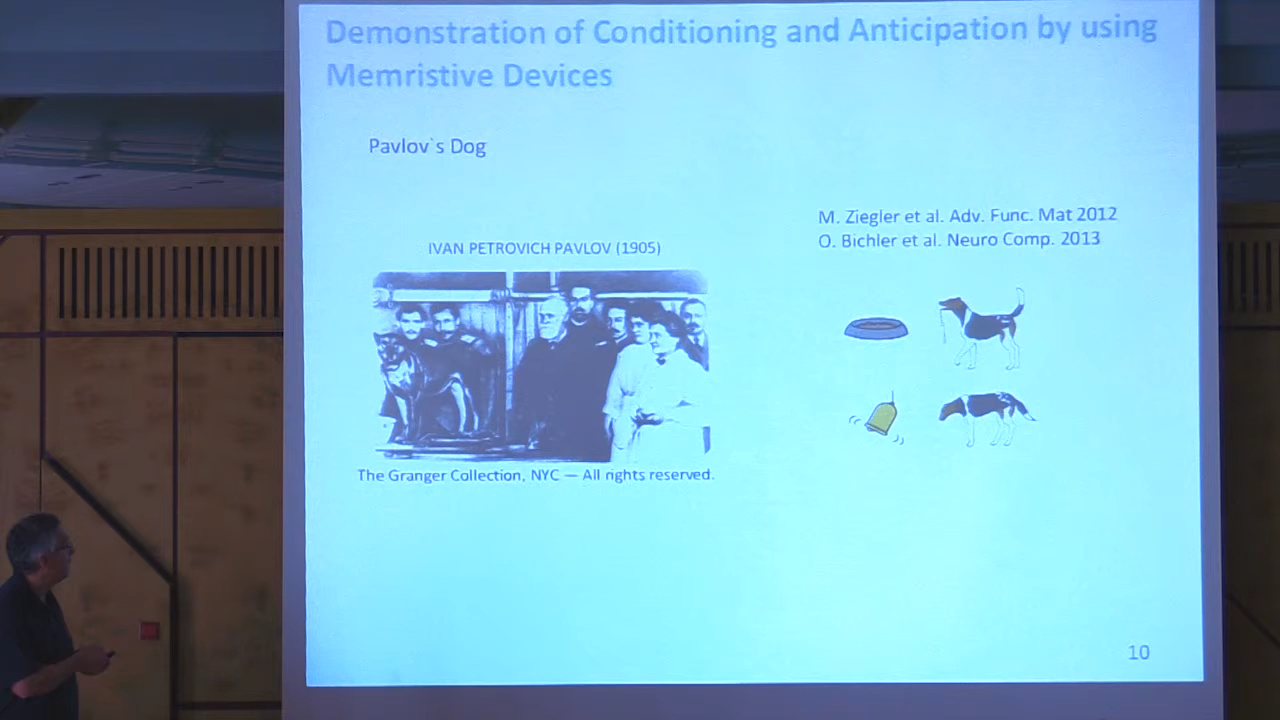 Demonstration of Conditioning and Anticipation by using
Memristive Devices
Pavlov`s Dog
M. Ziegler et al. Adv. Func. Mat 2012
O. Bichler et al. Neuro Comp. 2013
IVAN PETROVICH PAVLOV (1905)
The Granger Collection, NYC — All rights reserved.
10